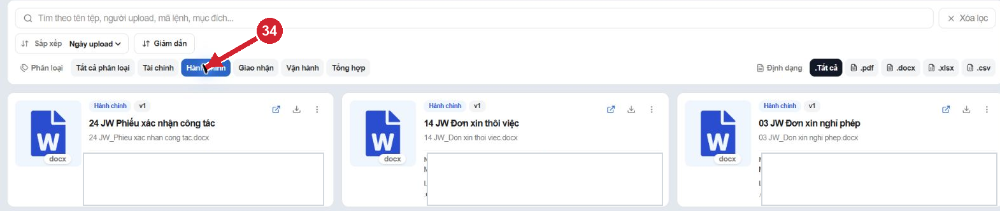 Tìm theo tên tệp, người upload, mã lệnh, mục đích...
Xóa lọc
34
Sắp xếp Ngày upload
Giảm dần
Phân loại Tất cả phân loại Tài chính Hành chính Giao nhận Vận hành Tổng hợp
Định dạng .Tất cả .pdf .docx .xlsx .csv
Hành chính v1
24 JW Phiếu xác nhận công tác
24 JW_Phieu xac nhan cong tac.docx
W
docx
Hành chính v1
14 JW Đơn xin thôi việc
14 JW_Don xin thoi viec.docx
W
docx
Hành chính v1
03 JW Đơn xin nghỉ phép
03 JW_Don xin nghi phep.docx
W
docx